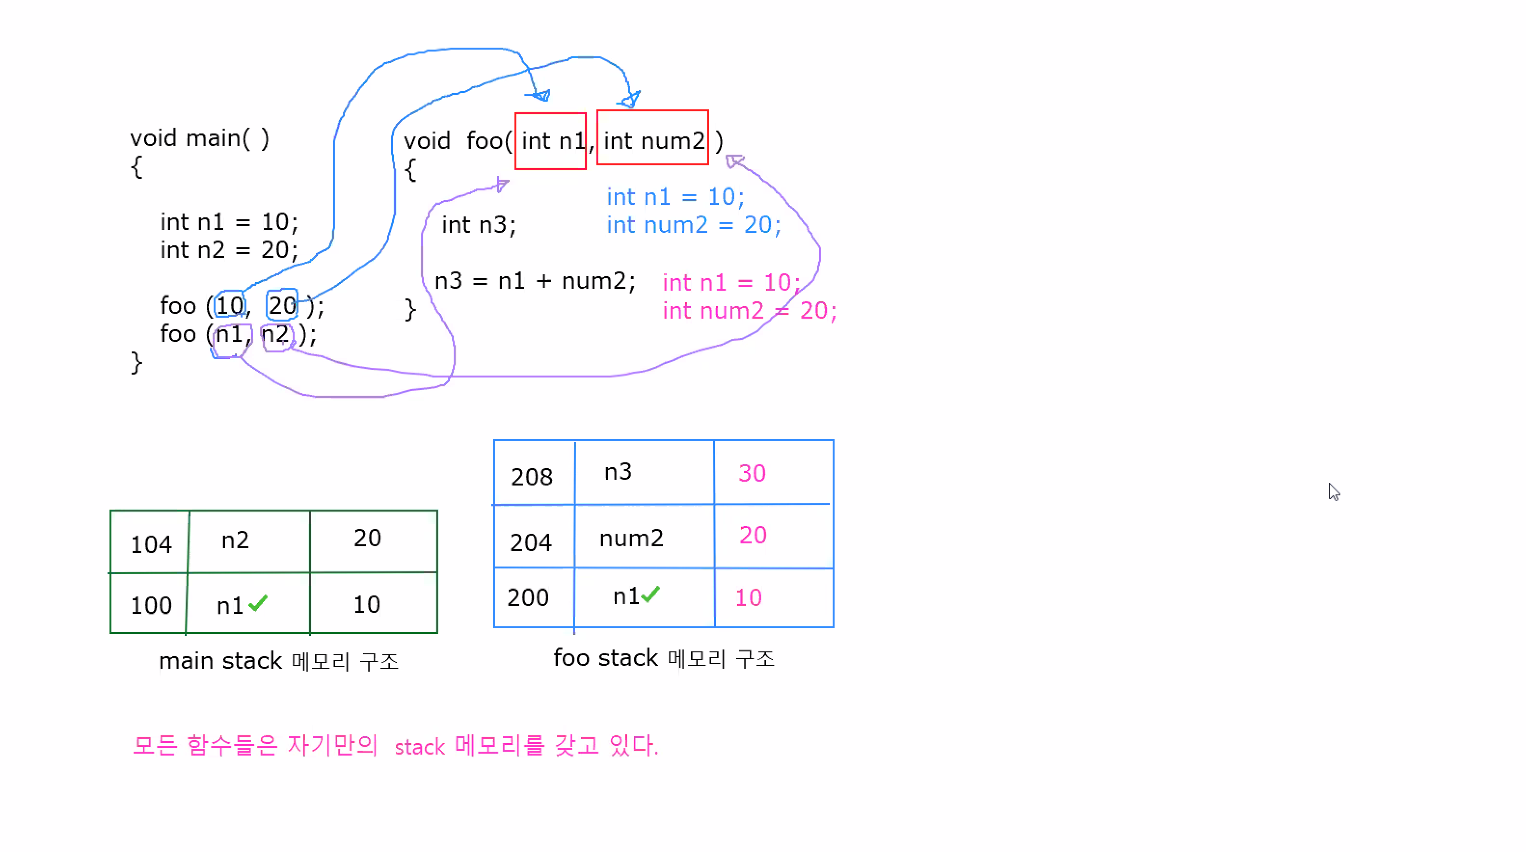 void main( )
{
int n1 = 10;
int n2 = 20;
foo (10, 20 );
foo (n1, n2 );
}
void foo( int n1, int num2 )
{
int n1 = 10;
int num2 = 20;
int n3;
n3 = n1 + num2;
int n1 = 10;
int num2 = 20;
}
104 n2 20
100 n1 10
main stack 메모리 구조
208 n3 30
204 num2 20
200 n1 10
foo stack 메모리 구조
모든 함수들은 자기만의 stack 메모리를 갖고 있다.